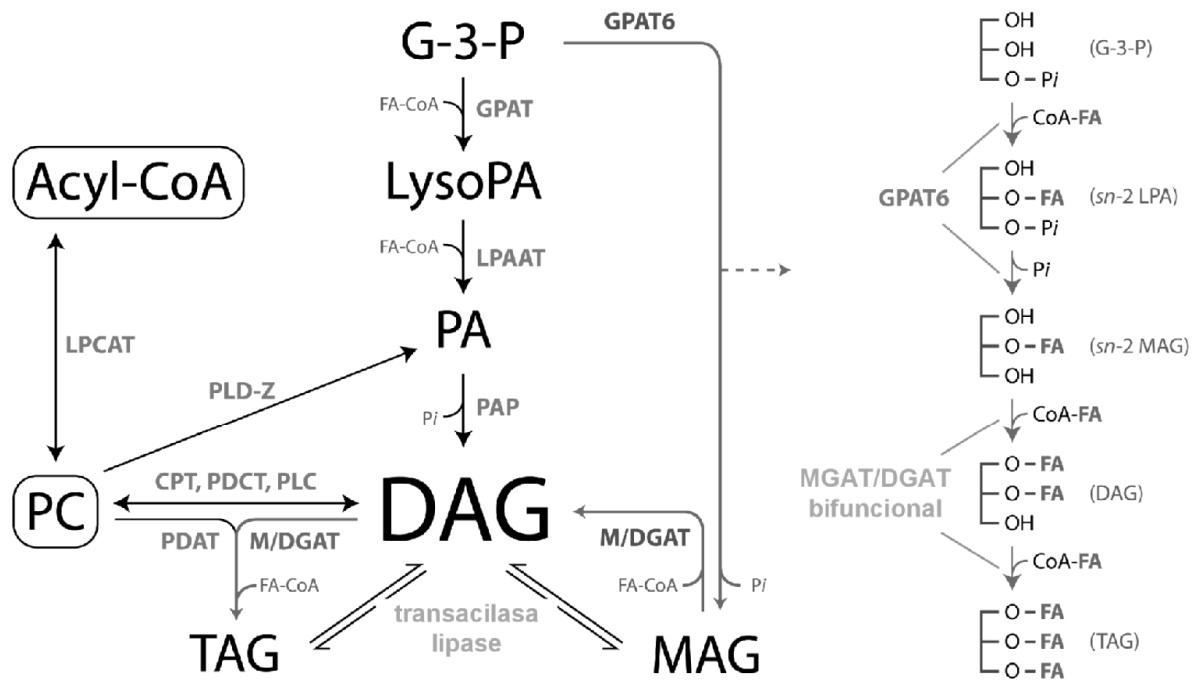 G-3-P
GPAT6
FA-CoA
GPAT
LysoPA
Acyl-CoA
FA-CoA
LPAAT
LPCAT
PA
PLD-Z
Pi
PAP
PC
CPT, PDCT, PLC
DAG
PDAT
M/DGAT
M/DGAT
FA-CoA
FA-CoA
Pi
transacilasa
lipase
TAG
MAG
OH
OH
(G-3-P)
O – Pi
CoA-FA
OH
GPAT6
O – FA
(sn-2 LPA)
O – Pi
Pi
OH
O – FA
(sn-2 MAG)
OH
CoA-FA
O – FA
MGAT/DGAT
bifuncional
O – FA
(DAG)
OH
CoA-FA
O – FA
O – FA
(TAG)
O – FA